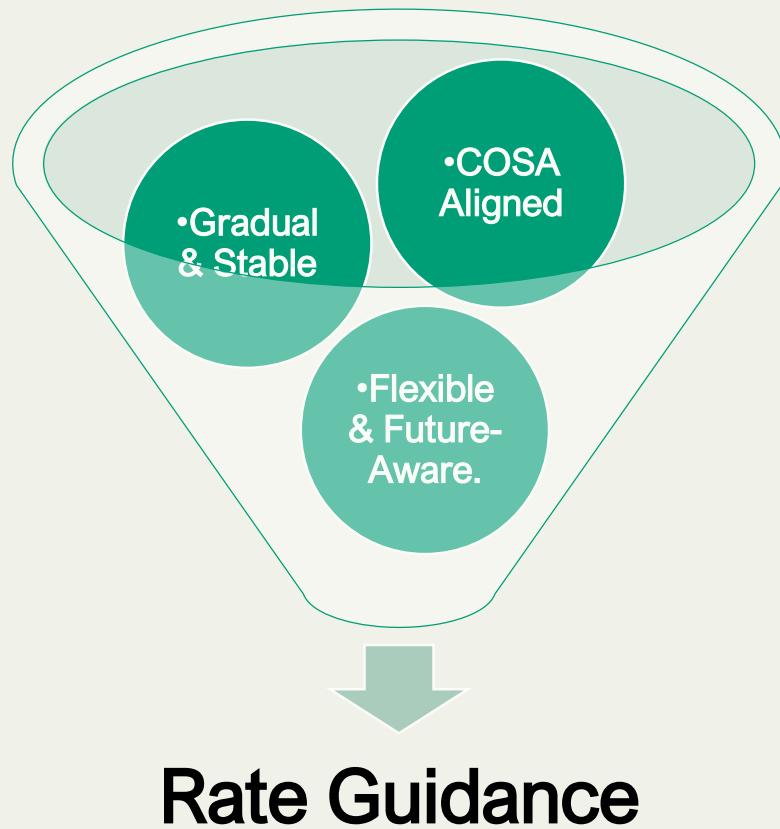 •COSA
Aligned
•Gradual
& Stable
•Flexible
& Future-
Aware.
Rate Guidance